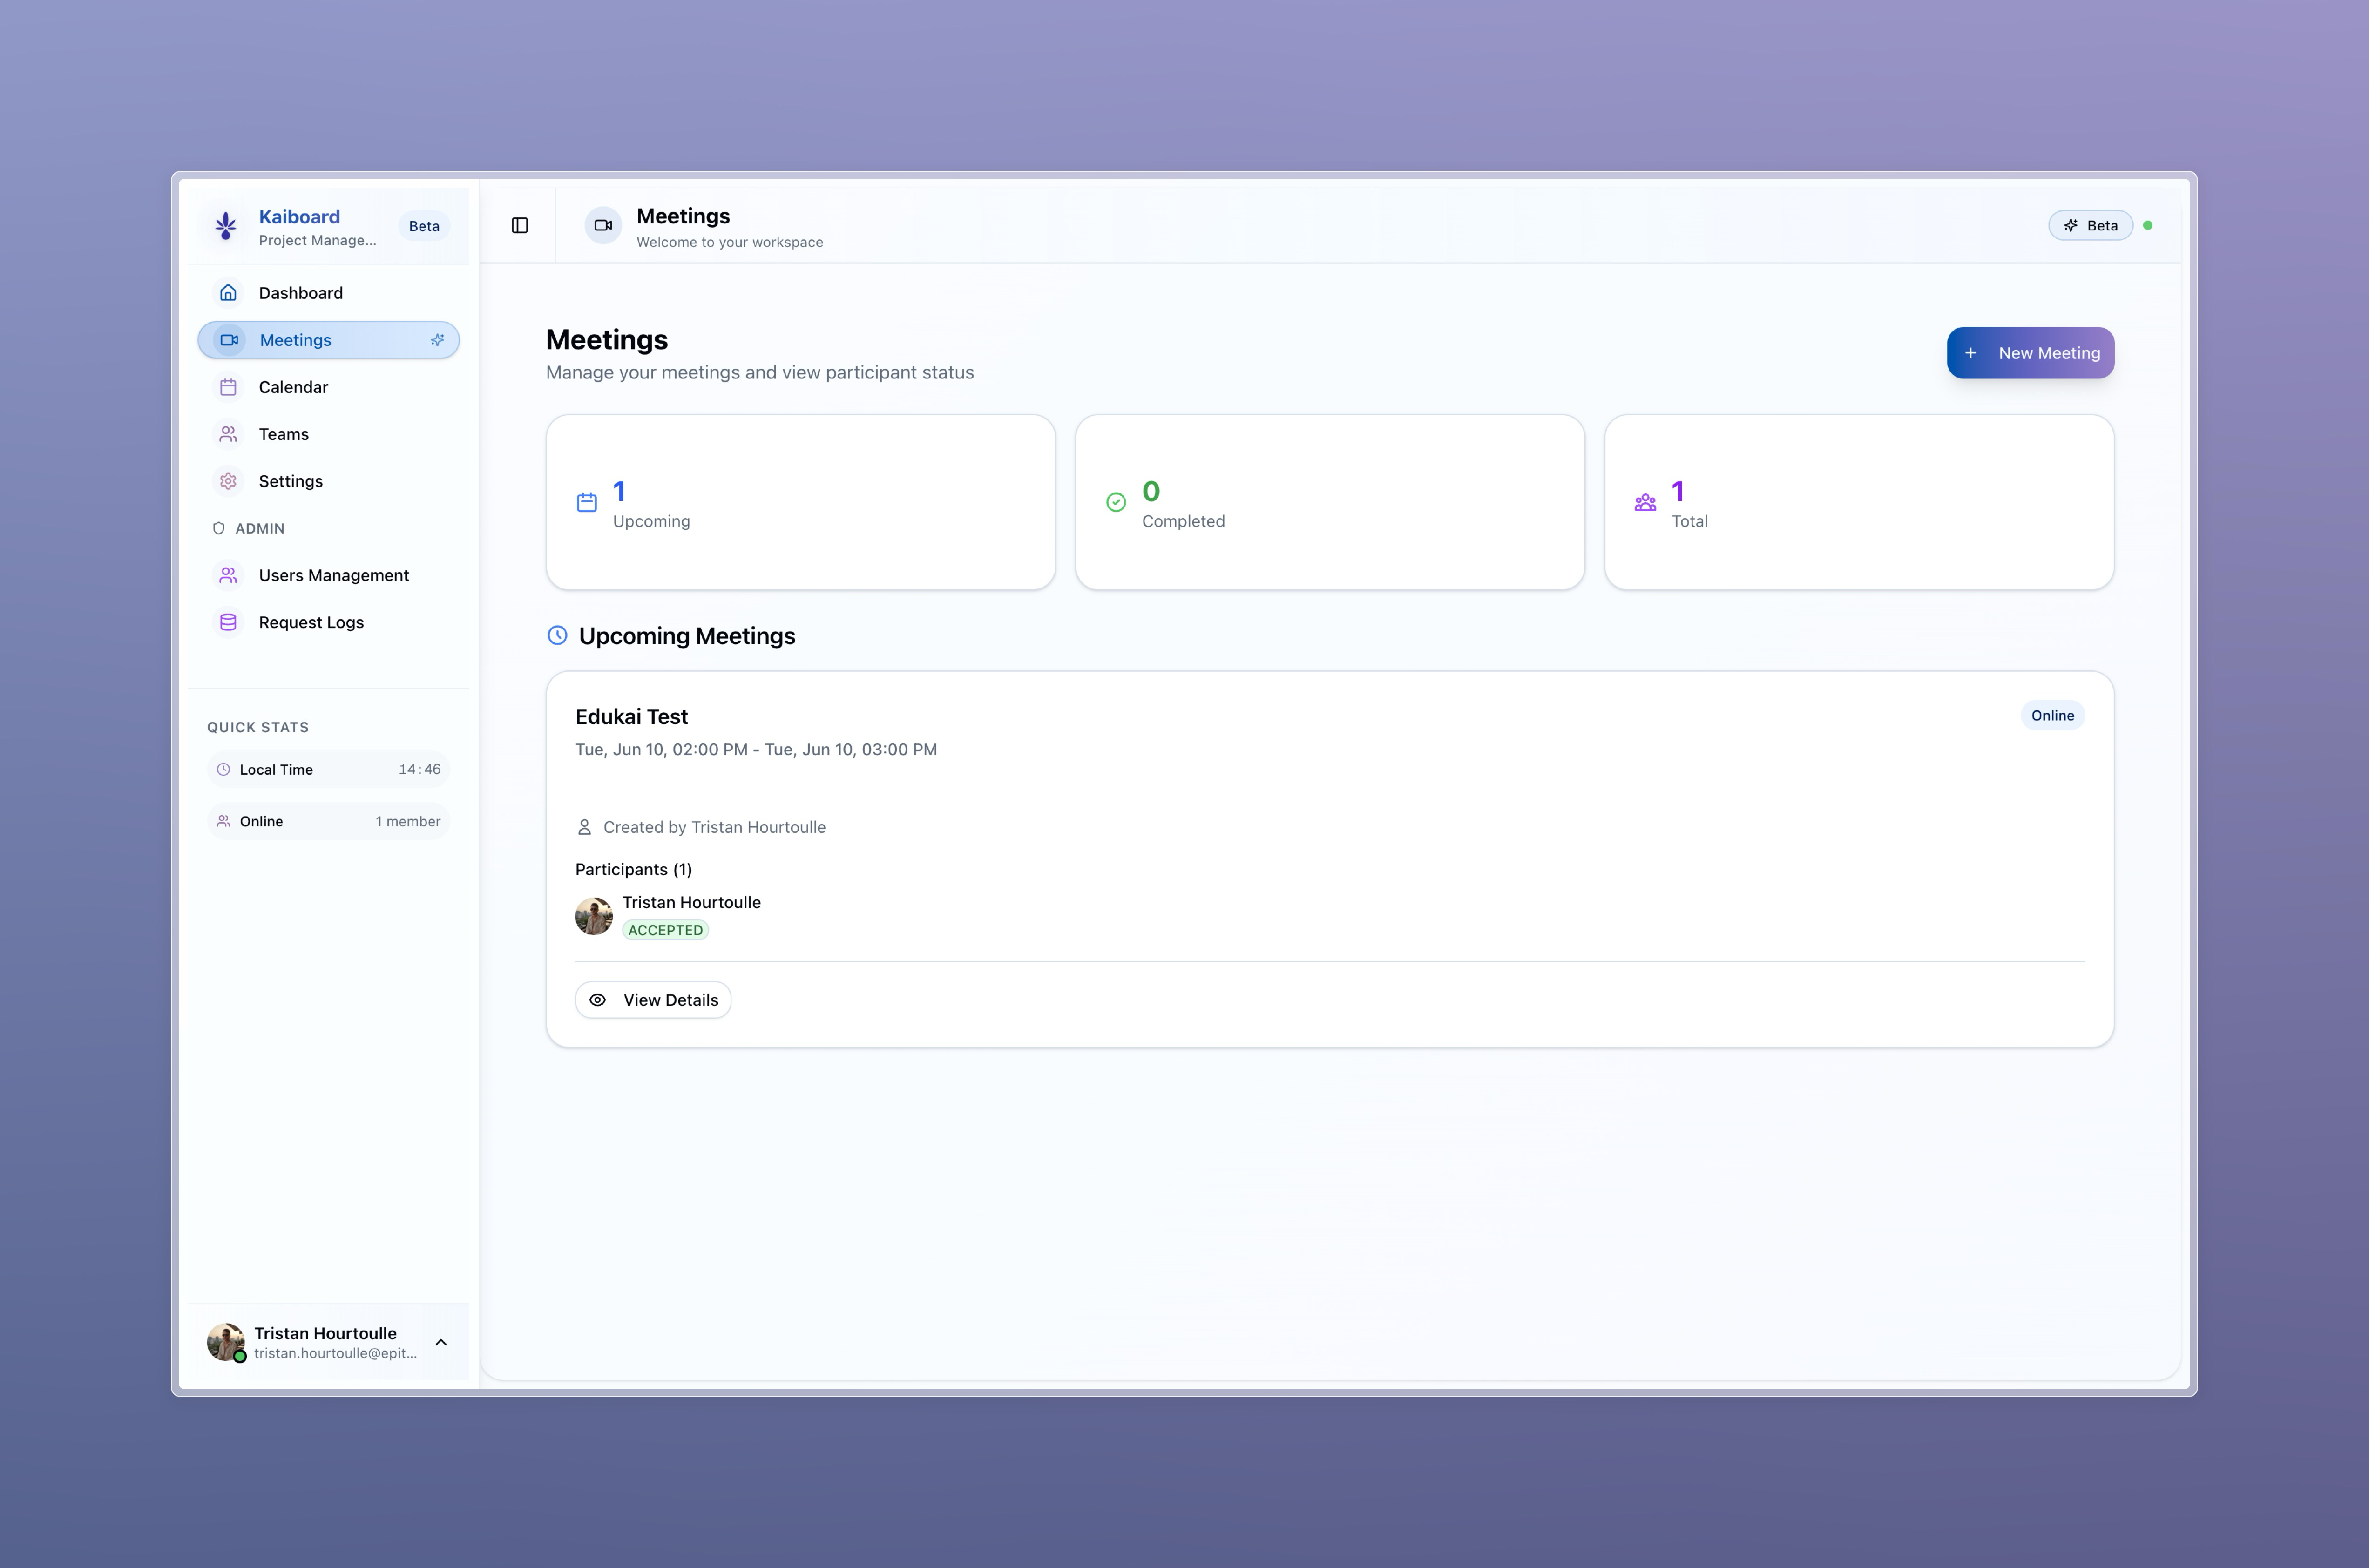 Kaiboard
Project Manage...
Beta
Dashboard
Meetings
Calendar
Teams
Settings
ADMIN
Users Management
Request Logs
QUICK STATS
Local Time 14:46
Online 1 member
Tristan Hourtoulle
tristan.hourtoulle@epit...
Meetings
Welcome to your workspace
Beta
Meetings
Manage your meetings and view participant status
+ New Meeting
1
Upcoming
0
Completed
1
Total
Upcoming Meetings
Edukai Test
Online
Tue, Jun 10, 02:00 PM - Tue, Jun 10, 03:00 PM
Created by Tristan Hourtoulle
Participants (1)
Tristan Hourtoulle
ACCEPTED
View Details